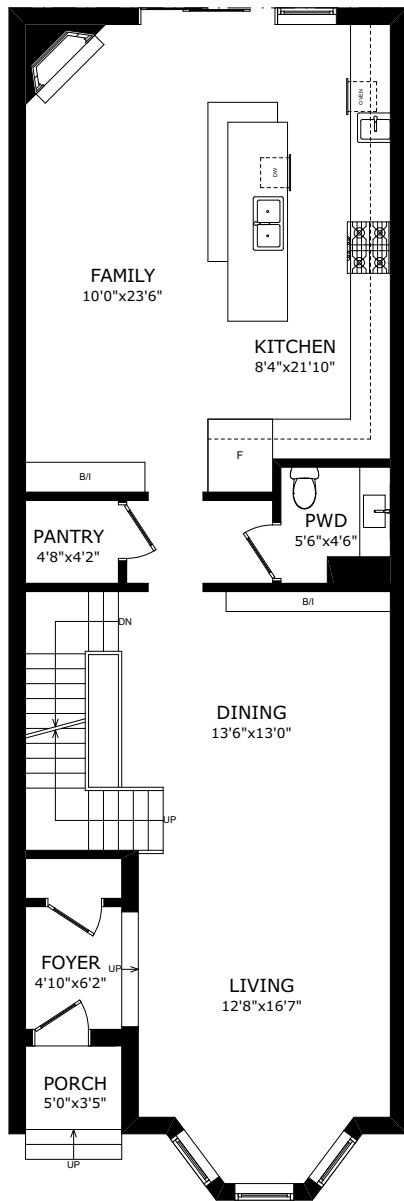 OVEN
DW
FAMILY
10'0"x23'6"
KITCHEN
8'4"x21'10"
F
B/I
PANTRY
4'8"x4'2"
PWD
5'6"x4'6"
B/I
DN
DINING
13'6"x13'0"
UP
FOYER
4'10"x6'2"
UP
LIVING
12'8"x16'7"
PORCH
5'0"x3'5"
UP